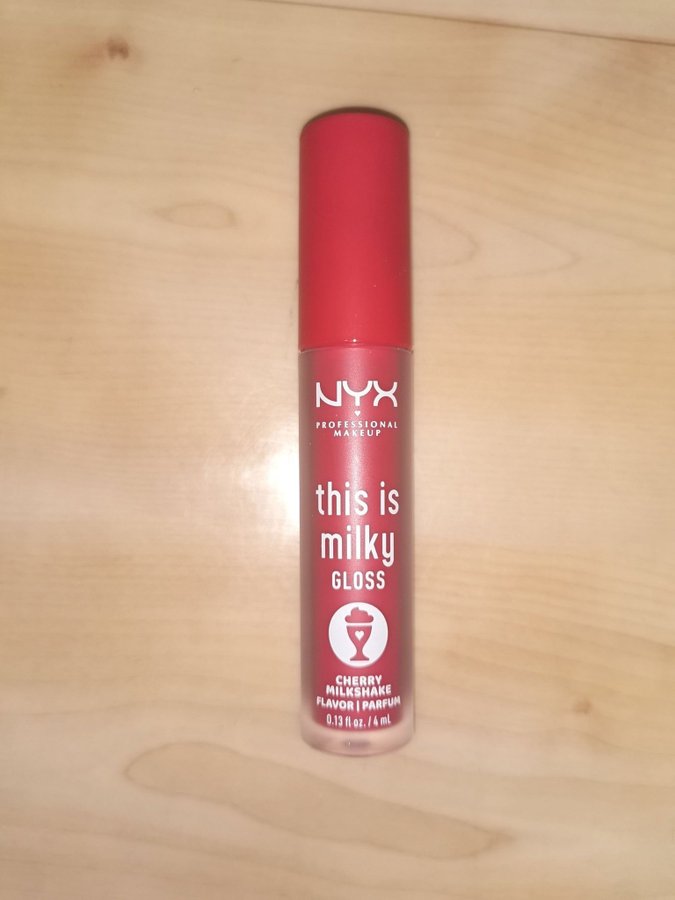 NYX
PROFESSIONAL
MAKEUP
this is
milky
GLOSS
CHERRY
MILKSHAKE
FLAVOR | PARFUM
0.13 fl oz. / 4 mL